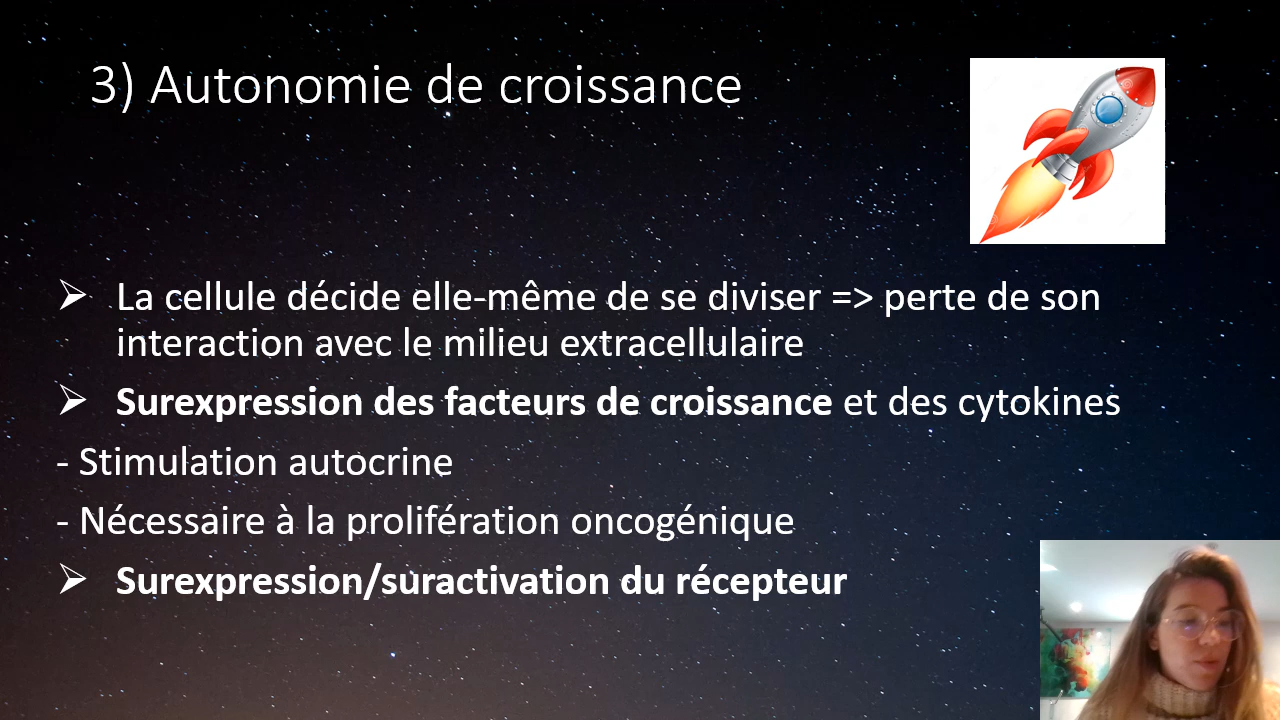 3) Autonomie de croissance
➢ La cellule décide elle-même de se diviser => perte de son
interaction avec le milieu extracellulaire
➢ Surexpression des facteurs de croissance et des cytokines
- Stimulation autocrine
- Nécessaire à la prolifération oncogénique
➢ Surexpression/suractivation du récepteur